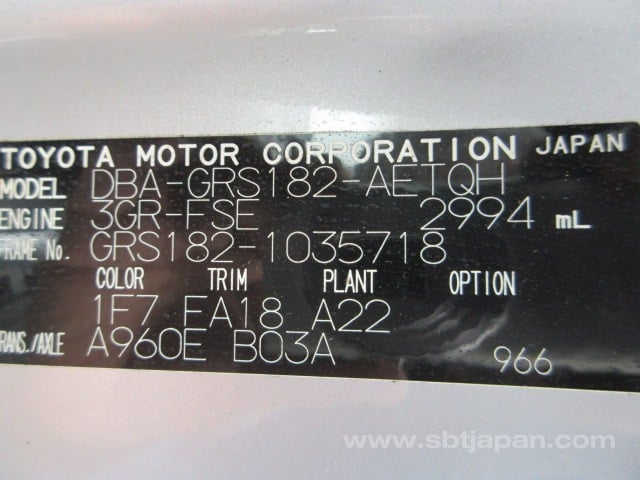 TOYOTA MOTOR CORPORATION JAPAN
MODEL DBA-GRS182-AETQH
ENGINE 3GR-FSE 2994 mL
FRAME No. GRS182-1035718
COLOR TRIM PLANT OPTION
1F7 FA18 A22
TRANS./AXLE A960E B03A 966
www.sbtjapan.com